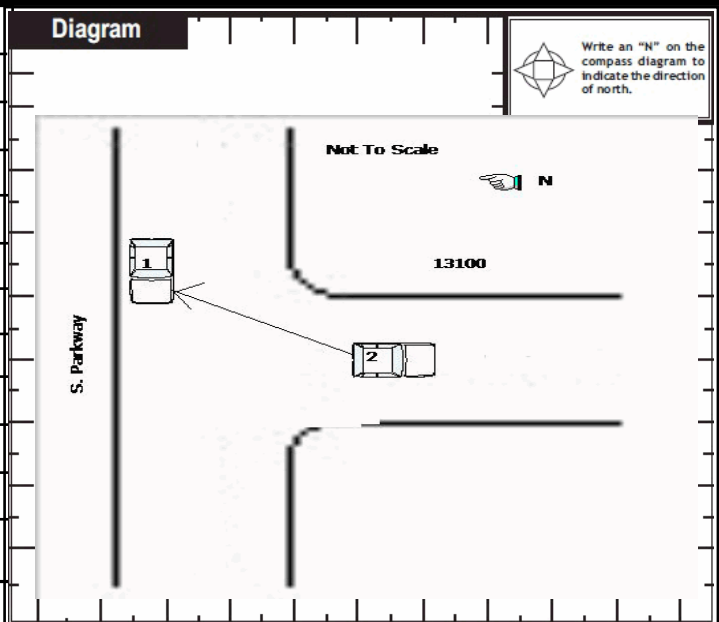 Diagram
Write an “N” on the
compass diagram to
indicate the direction
of north.
Not To Scale
N
13100
1
2
S. Parkway